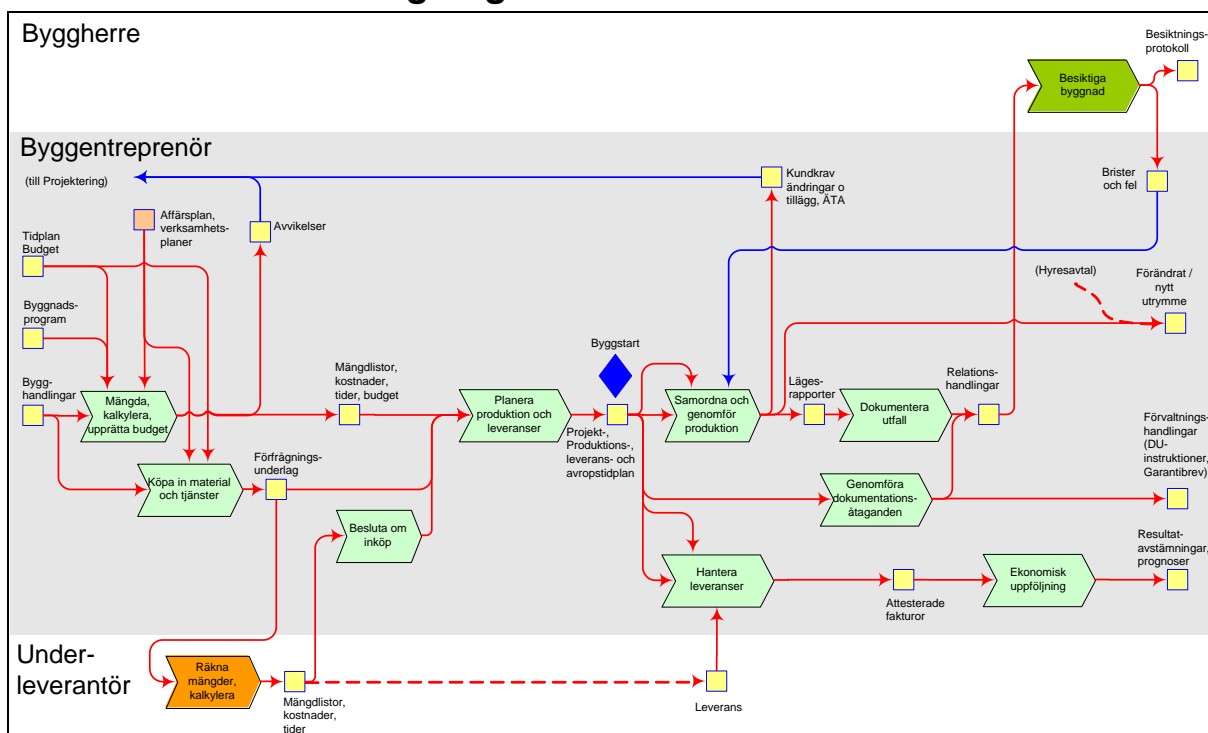 Byggherre
Besiktnings-
protokoll
Besiktiga
byggnad
Byggentreprenör
(till Projektering)
Affärsplan,
verksamhets-
planer
Avvikelser
Kundkrav
ändringar o
tillägg, ÄTA
Brister
och fel
Tidplan
Budget
(Hyresavtal)
Förändrat /
nytt
utrymme
Byggnads-
program
Byggstart
Bygg-
handlingar
Mängda,
kalkylera,
upprätta budget
Mängdlistor,
kostnader,
tider, budget
Planera
produktion och
leveranser
Projekt-,
Produktions-,
leverans- och
avropstidplan
Samordna och
genomför
produktion
Läges-
rapporter
Dokumentera
utfall
Relations-
handlingar
Förvaltnings-
handlingar
(DU-
instruktioner,
Garantibrev)
Köpa in material
och tjänster
Förfrågnings-
underlag
Genomföra
dokumentations-
åtaganden
Besluta om
inköp
Hantera
leveranser
Attesterade
fakturor
Ekonomisk
uppföljning
Resultat-
avstämningar,
prognoser
Under-
leverantör
Räkna
mängder,
kalkylera
Mängdlistor,
kostnader,
tider
Leverans